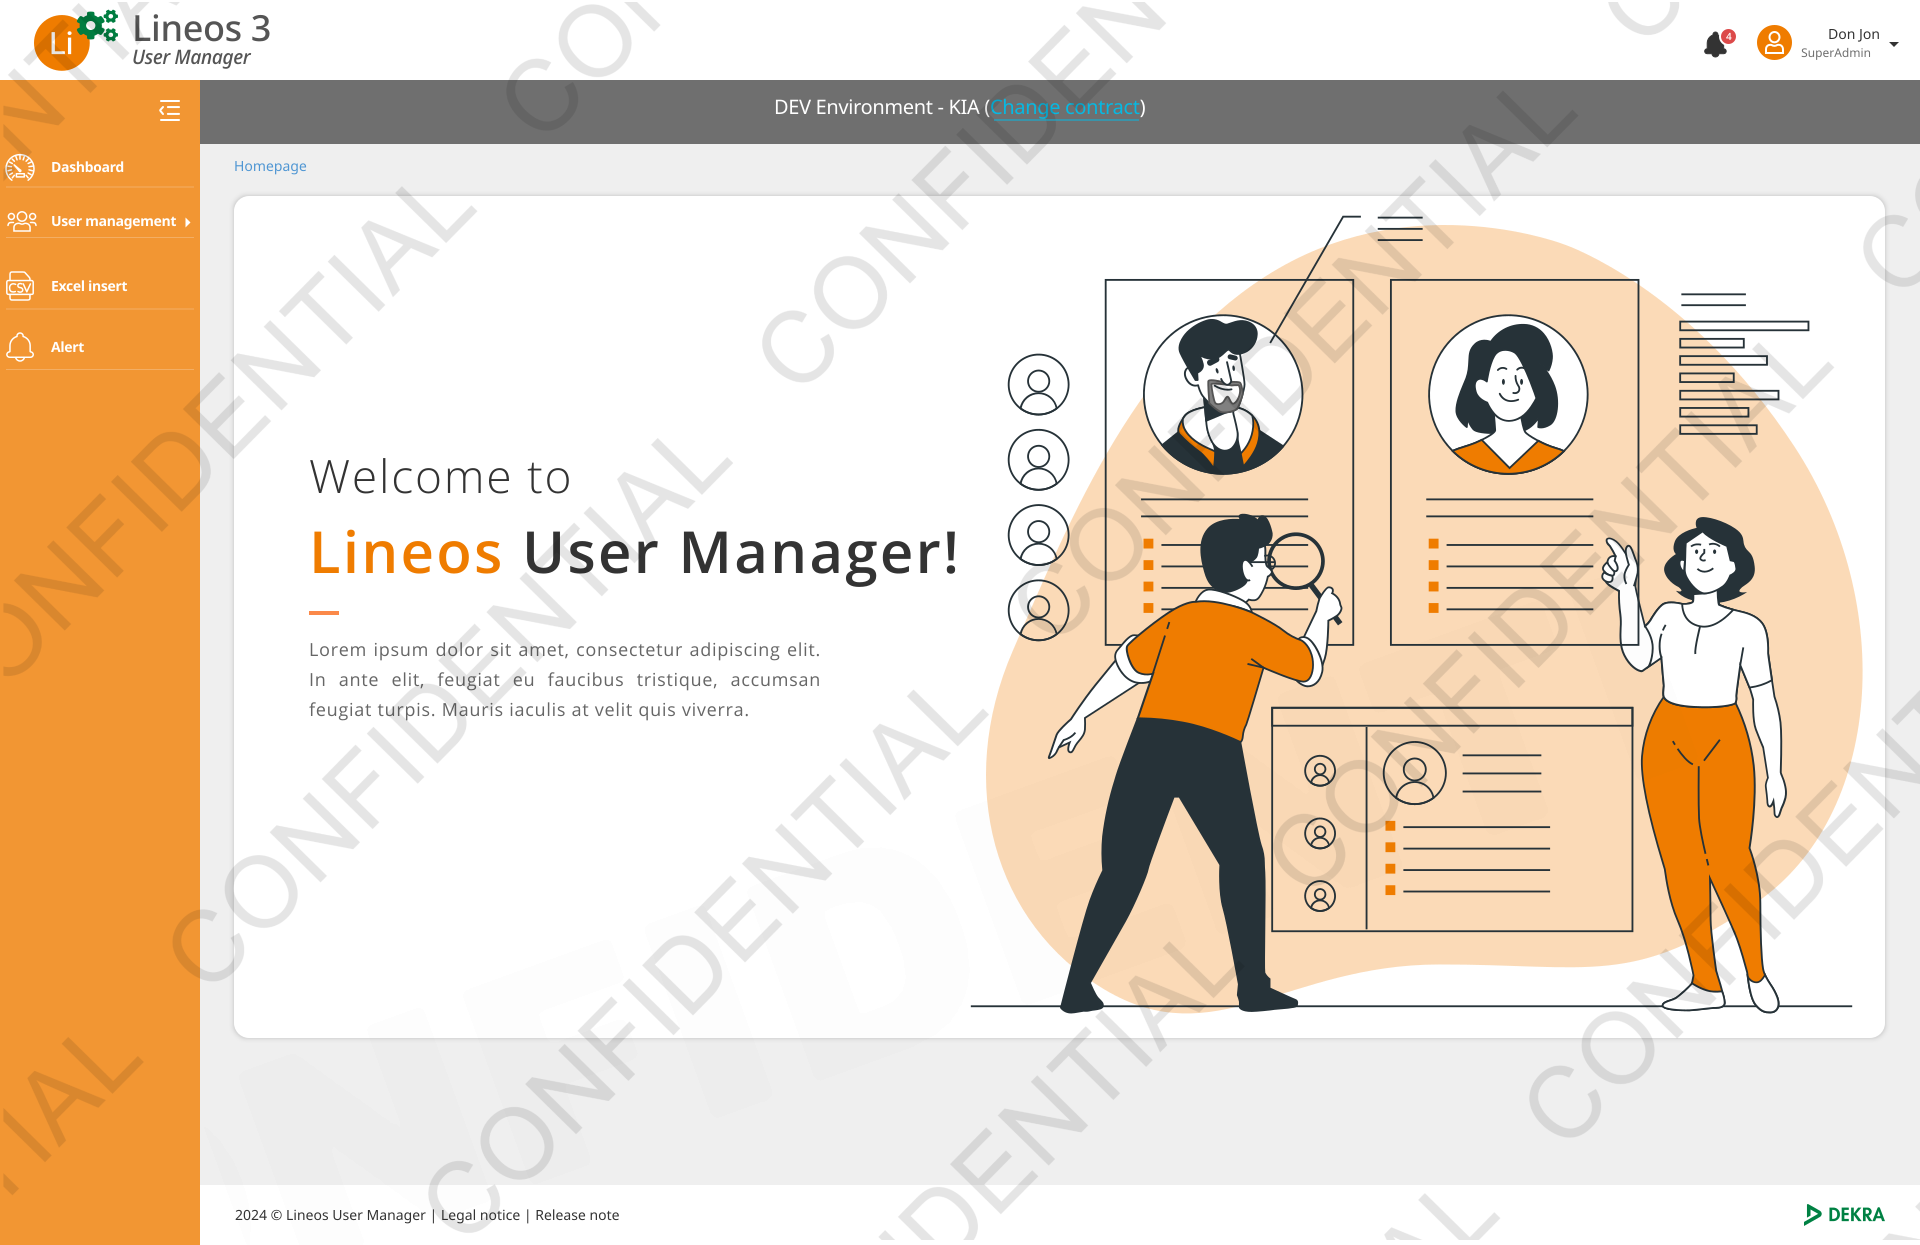 Li
Lineos 3
User Manager
4
Don Jon
SuperAdmin
DEV Environment - KIA (Change contract)
Homepage
Dashboard
User management
CSV
Excel insert
Alert
Welcome to
Lineos User Manager!
Lorem ipsum dolor sit amet, consectetur adipiscing elit.
In ante elit, feugiat eu faucibus tristique, accumsan
feugiat turpis. Mauris iaculis at velit quis viverra.
2024 © Lineos User Manager | Legal notice | Release note
DEKRA
CONFIDENTIAL
CONFIDENTIAL
CONFIDENTIAL
CONFIDENTIAL
CONFIDENTIAL